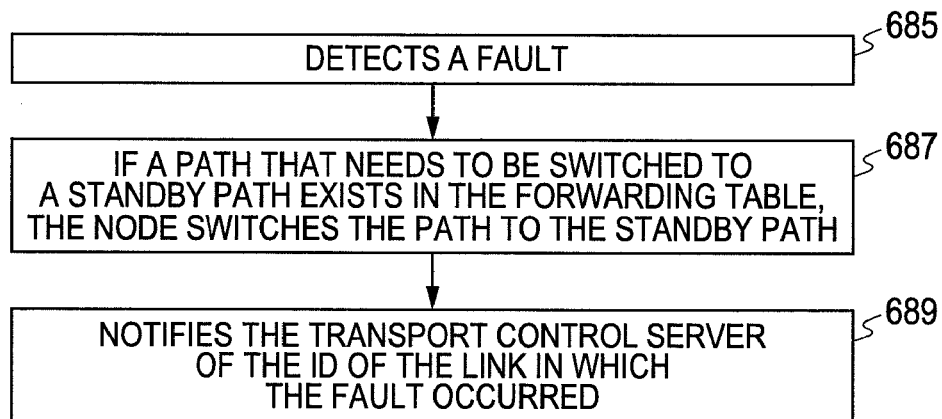 685
DETECTS A FAULT
687
IF A PATH THAT NEEDS TO BE SWITCHED TO
A STANDBY PATH EXISTS IN THE FORWARDING TABLE,
THE NODE SWITCHES THE PATH TO THE STANDBY PATH
689
NOTIFIES THE TRANSPORT CONTROL SERVER
OF THE ID OF THE LINK IN WHICH
THE FAULT OCCURRED